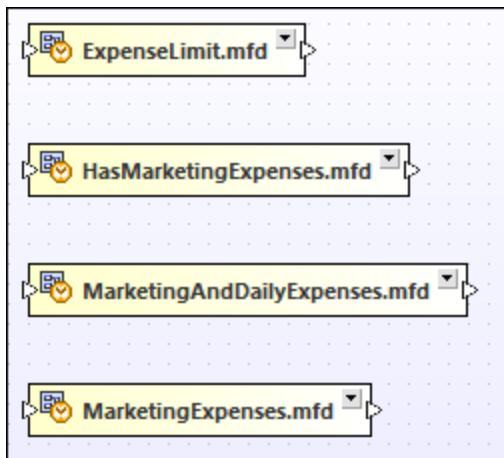 ExpenseLimit.mfd
HasMarketingExpenses.mfd
MarketingAndDailyExpenses.mfd
MarketingExpenses.mfd